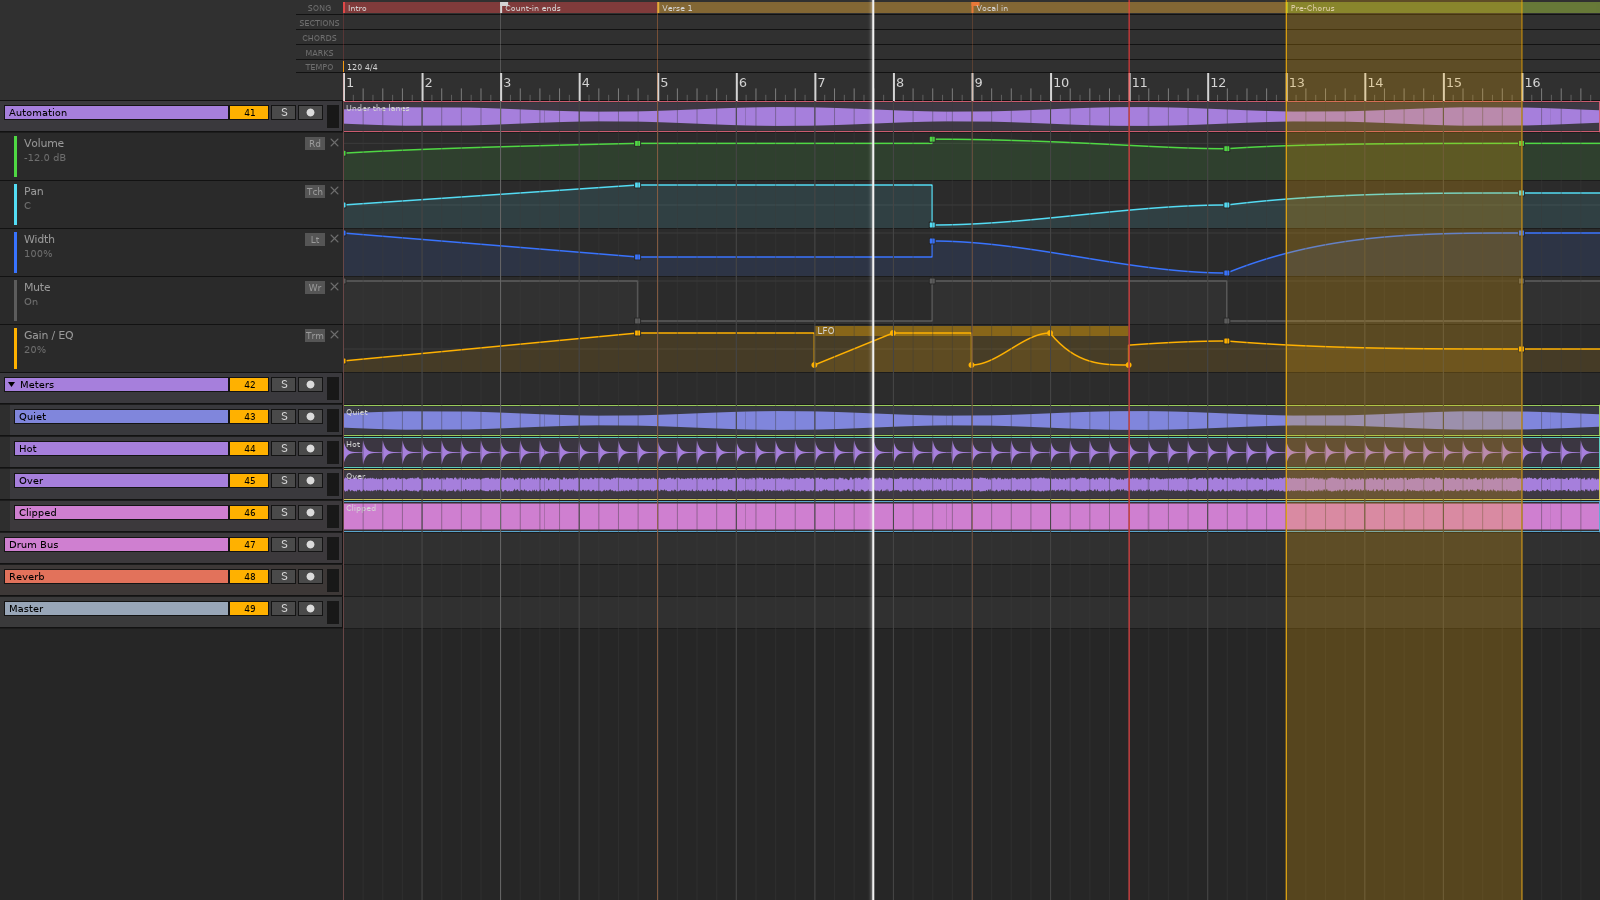 SONG Intro Count-in ends Verse 1 Vocal in Pre-Chorus
SECTIONS
CHORDS
MARKS
TEMPO 120 4/4
1 2 3 4 5 6 7 8 9 10 11 12 13 14 15 16
Automation 41 S Under the lanes
Volume Rd
-12.0 dB
Pan Tch
C
Width Lt
100%
Mute Wr
On
Gain / EQ Trm LFO
20%
Meters 42 S
Quiet 43 S Quiet
Hot 44 S Hot
Over 45 S Over
Clipped 46 S Clipped
Drum Bus 47 S
Reverb 48 S
Master 49 S